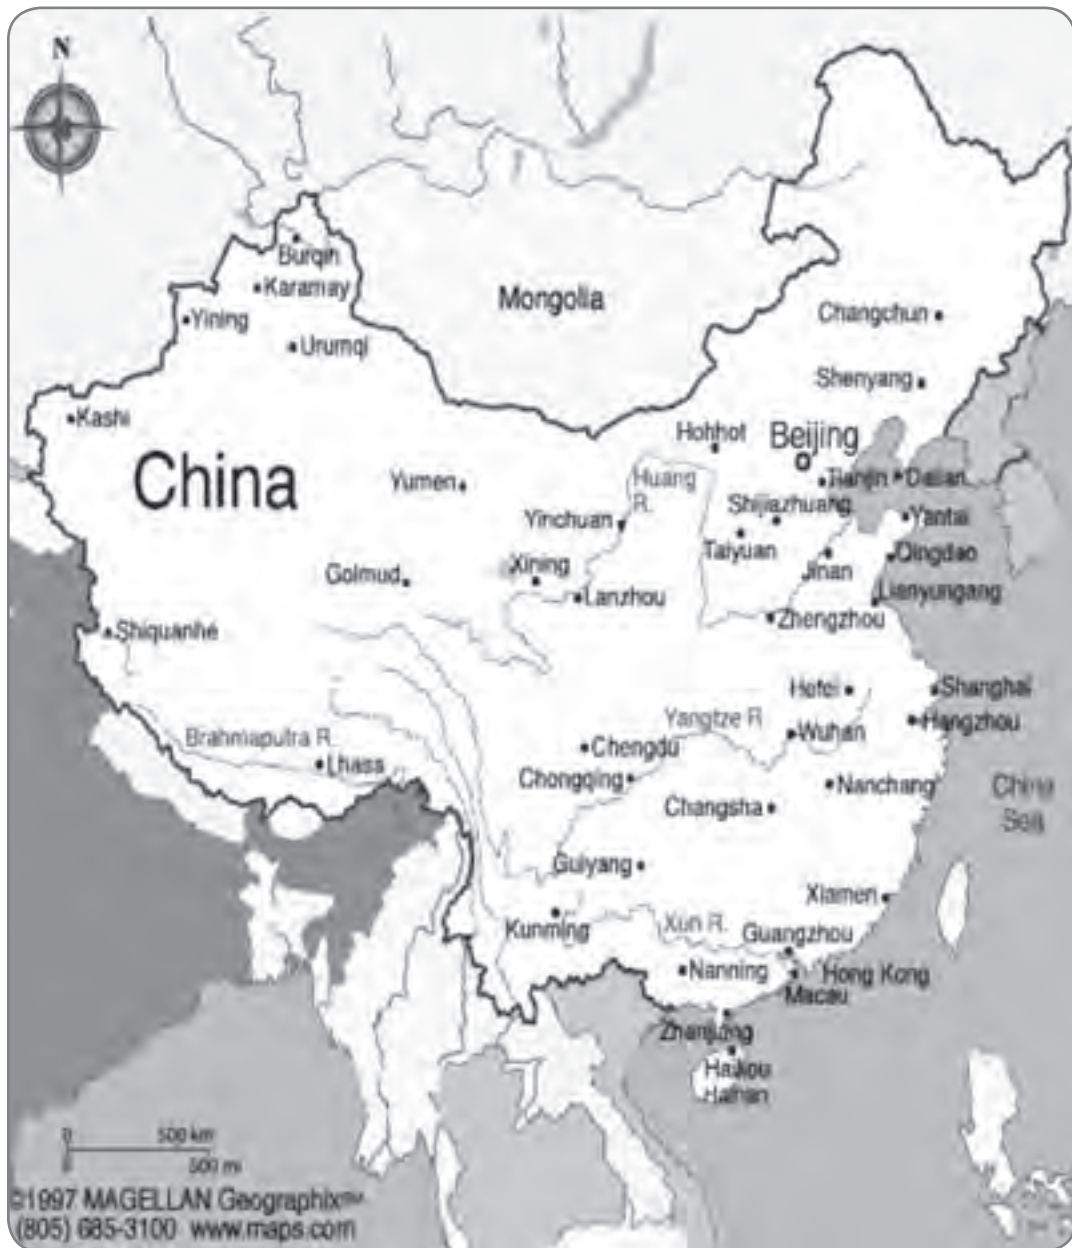 N
Burqin
Karamay
Mongolia
Yining
Changchun
Urumqi
Shenyang
Kashi
Hohhot
Beijing
China
Yumen
Huang
R.
Tianjin
Dalian
Shijiazhuang
Yinchuan
Yantai
Taiyuan
Xining
Jinan
Qingdao
Golmud
Lanzhou
Lianyungang
Zhengzhou
Shiquanhe
Hefei
Shanghai
Yangtze R
Hangzhou
Brahmaputra R.
Wuhan
Chengdu
Lhasa
Chongqing
Nanchang
China
Sea
Changsha
Guiyang
Xiamen
Kunming
Xun R.
Guangzhou
Nanning
Hong Kong
Macau
Zhanjiang
Haikou
Hainan
0 500 km
0 500 mi
©1997 MAGELLAN Geographix℠
(805) 685-3100 www.maps.com